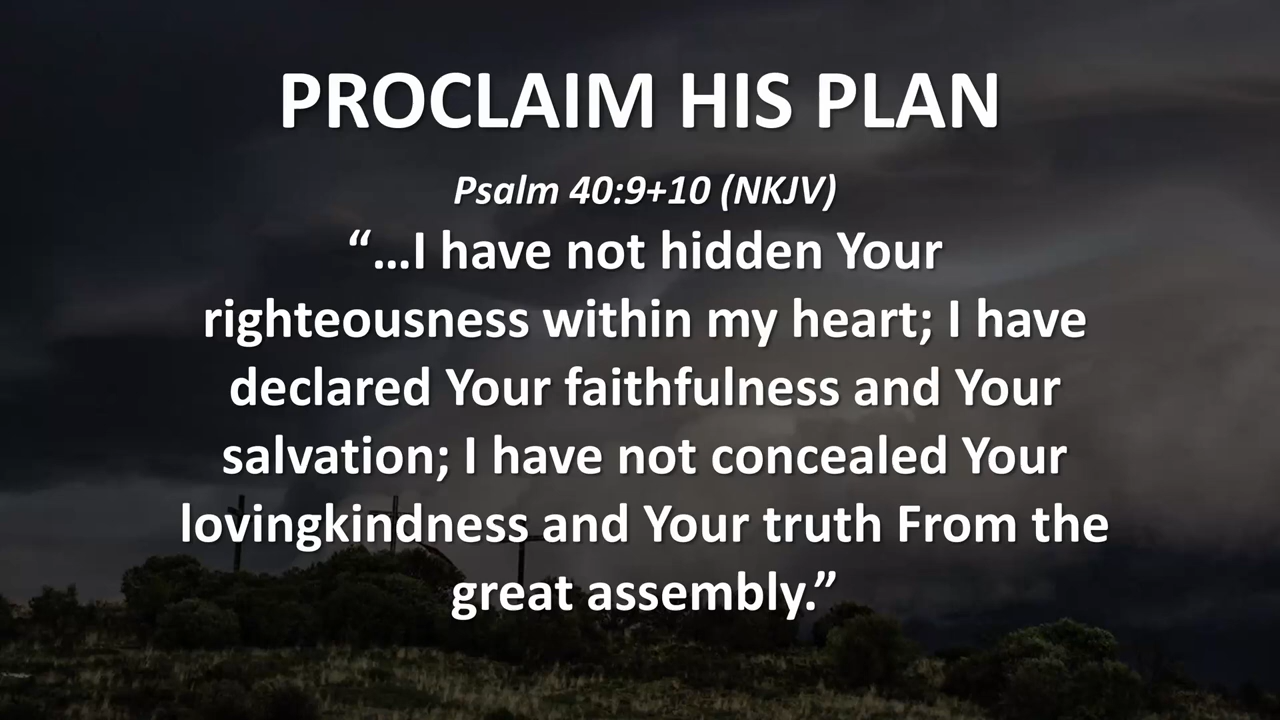 PROCLAIM HIS PLAN
Psalm 40:9+10 (NKJV)
“…I have not hidden Your
righteousness within my heart; I have
declared Your faithfulness and Your
salvation; I have not concealed Your
lovingkindness and Your truth From the
great assembly.”